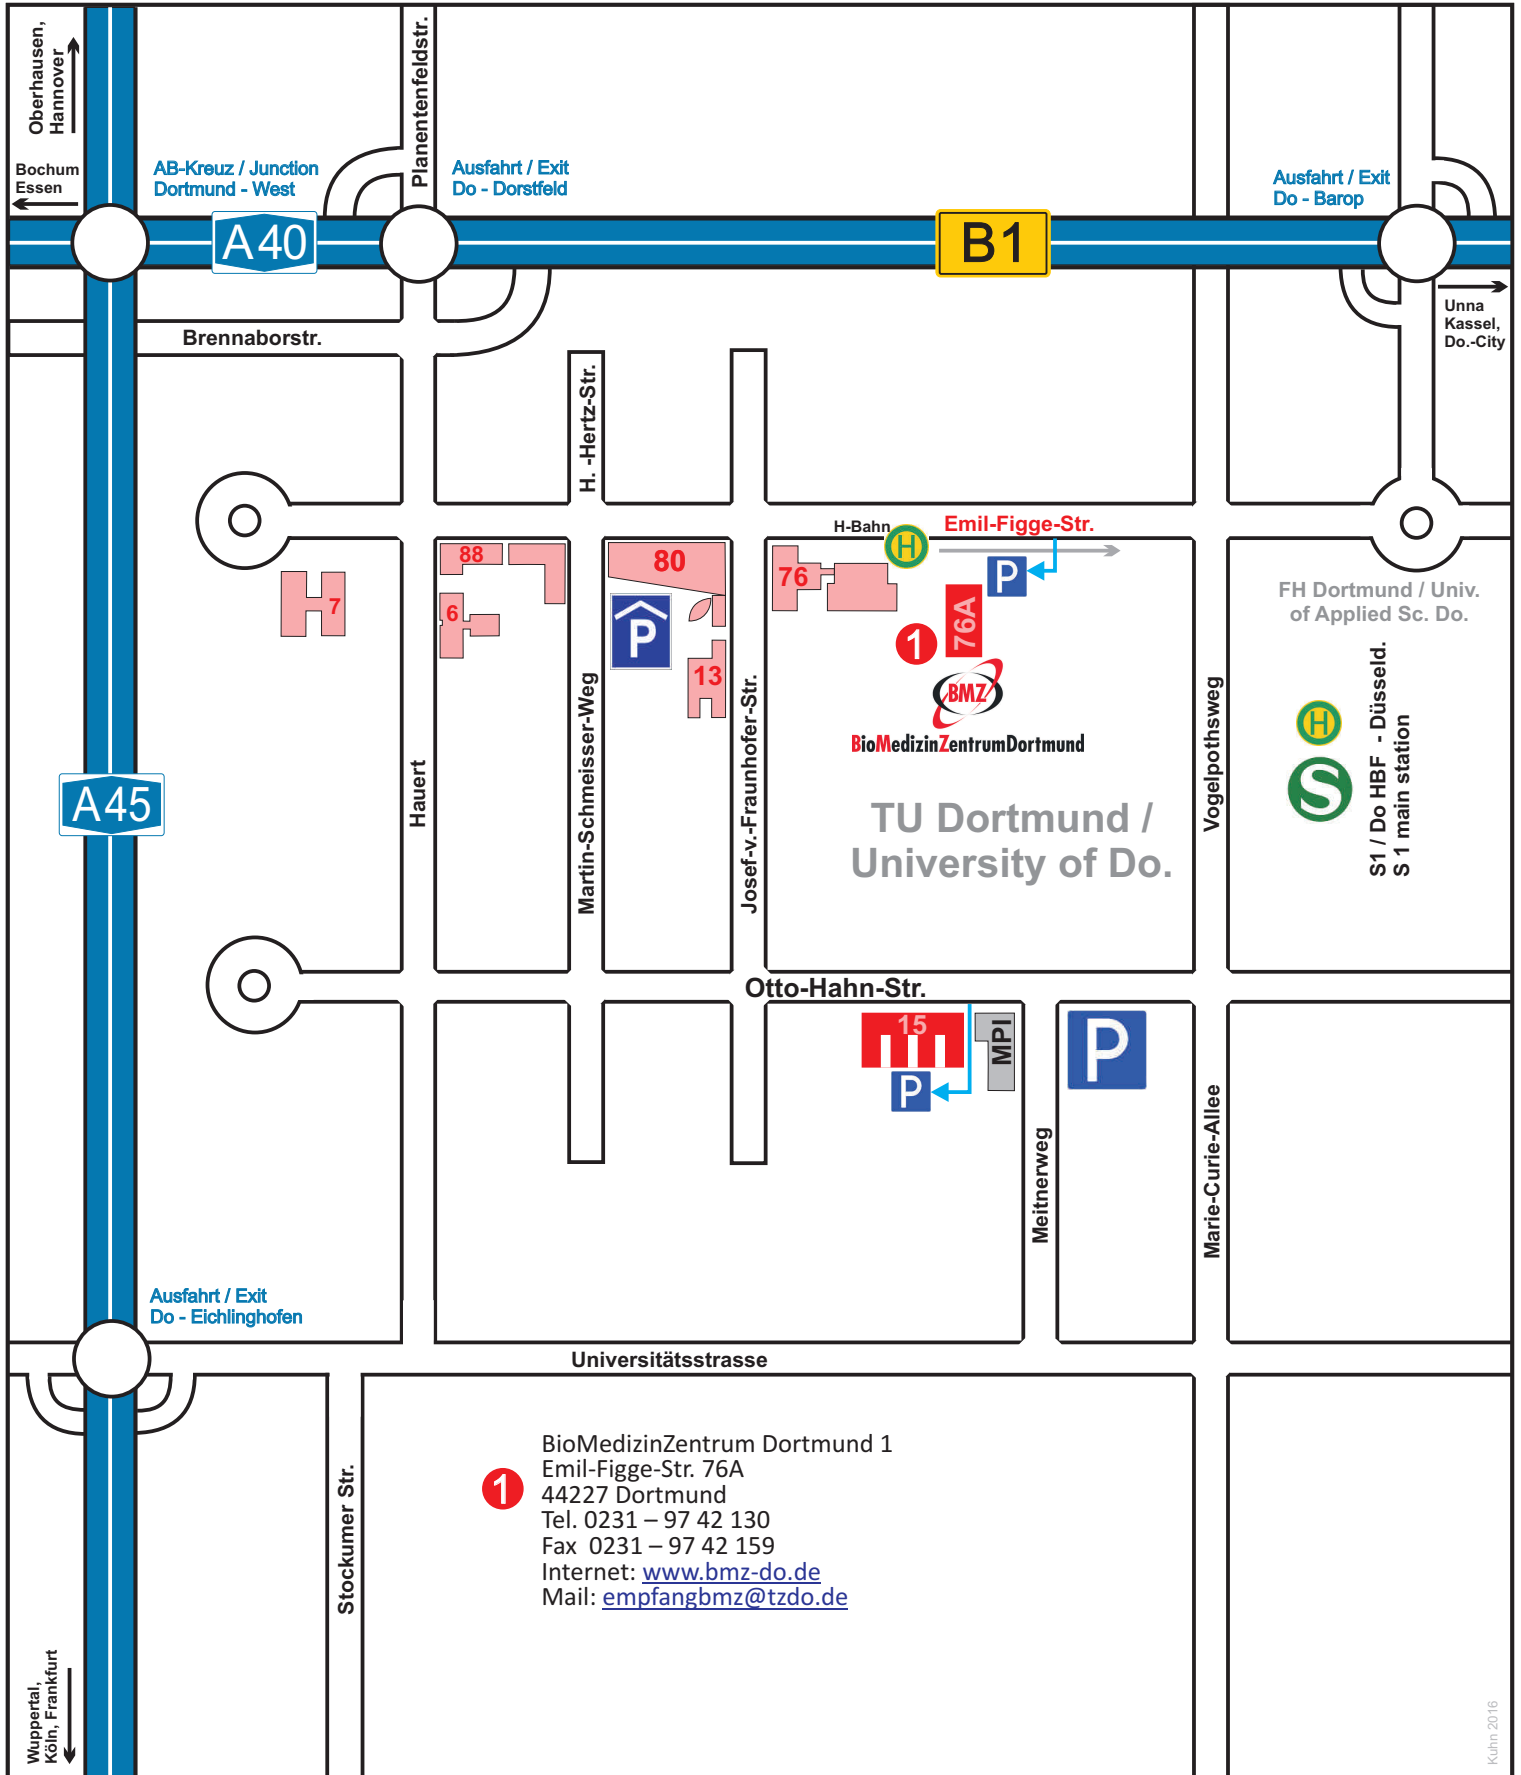 Oberhausen,
Hannover
Planentenfeldstr.
Bochum
Essen
AB-Kreuz / Junction
Dortmund - West
Ausfahrt / Exit
Do - Dorstfeld
Ausfahrt / Exit
Do - Barop
A40
B1
Unna
Kassel,
Do.-City
Brennaborstr.
H. -Hertz-Str.
H-Bahn
H
Emil-Figge-Str.
88
80
76
P
7
6
P
76A
1
13
FH Dortmund / Univ.
of Applied Sc. Do.
BMZ
BioMedizinZentrumDortmund
H
S
S1 / Do HBF - Düsseld.
S 1 main station
A45
Hauert
Martin-Schmeisser-Weg
Josef-v.-Fraunhofer-Str.
Vogelpothsweg
TU Dortmund /
University of Do.
Otto-Hahn-Str.
15
MPI
P
P
Meitnerweg
Marie-Curie-Allee
Ausfahrt / Exit
Do - Eichlinghofen
Universitätsstrasse
Stockumer Str.
1
BioMedizinZentrum Dortmund 1
Emil-Figge-Str. 76A
44227 Dortmund
Tel. 0231 – 97 42 130
Fax 0231 – 97 42 159
Internet: www.bmz-do.de
Mail: empfangbmz@tzdo.de
Wuppertal,
Köln, Frankfurt
Kuhn 2016